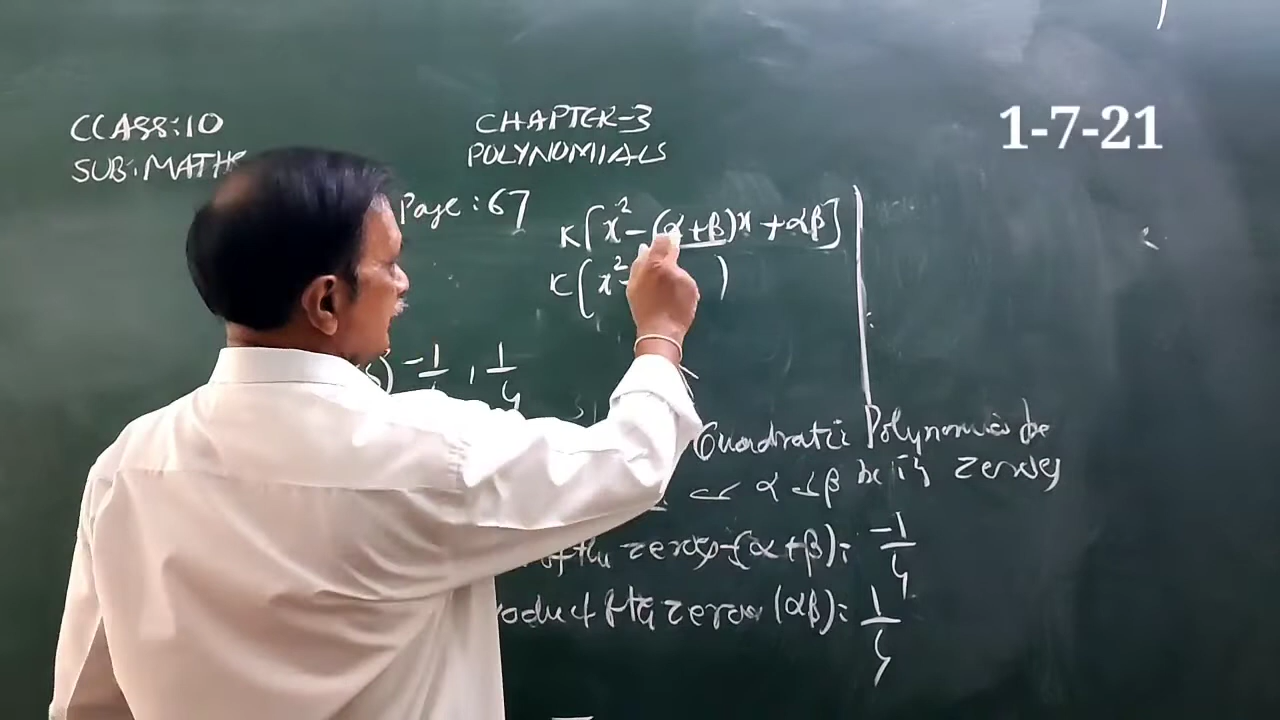 CLASS:10
SUB:MATHS
CHAPTER-3
POLYNOMIALS
1-7-21
Page:67
K[x² - (α+β)x + αβ]
K(x² )
-1/4 , 1/4
Quadratic Polynomial be
α β be its zeroes
of the zeroes (α+β): -1/4
oduct of the zeroes (αβ): 1/4